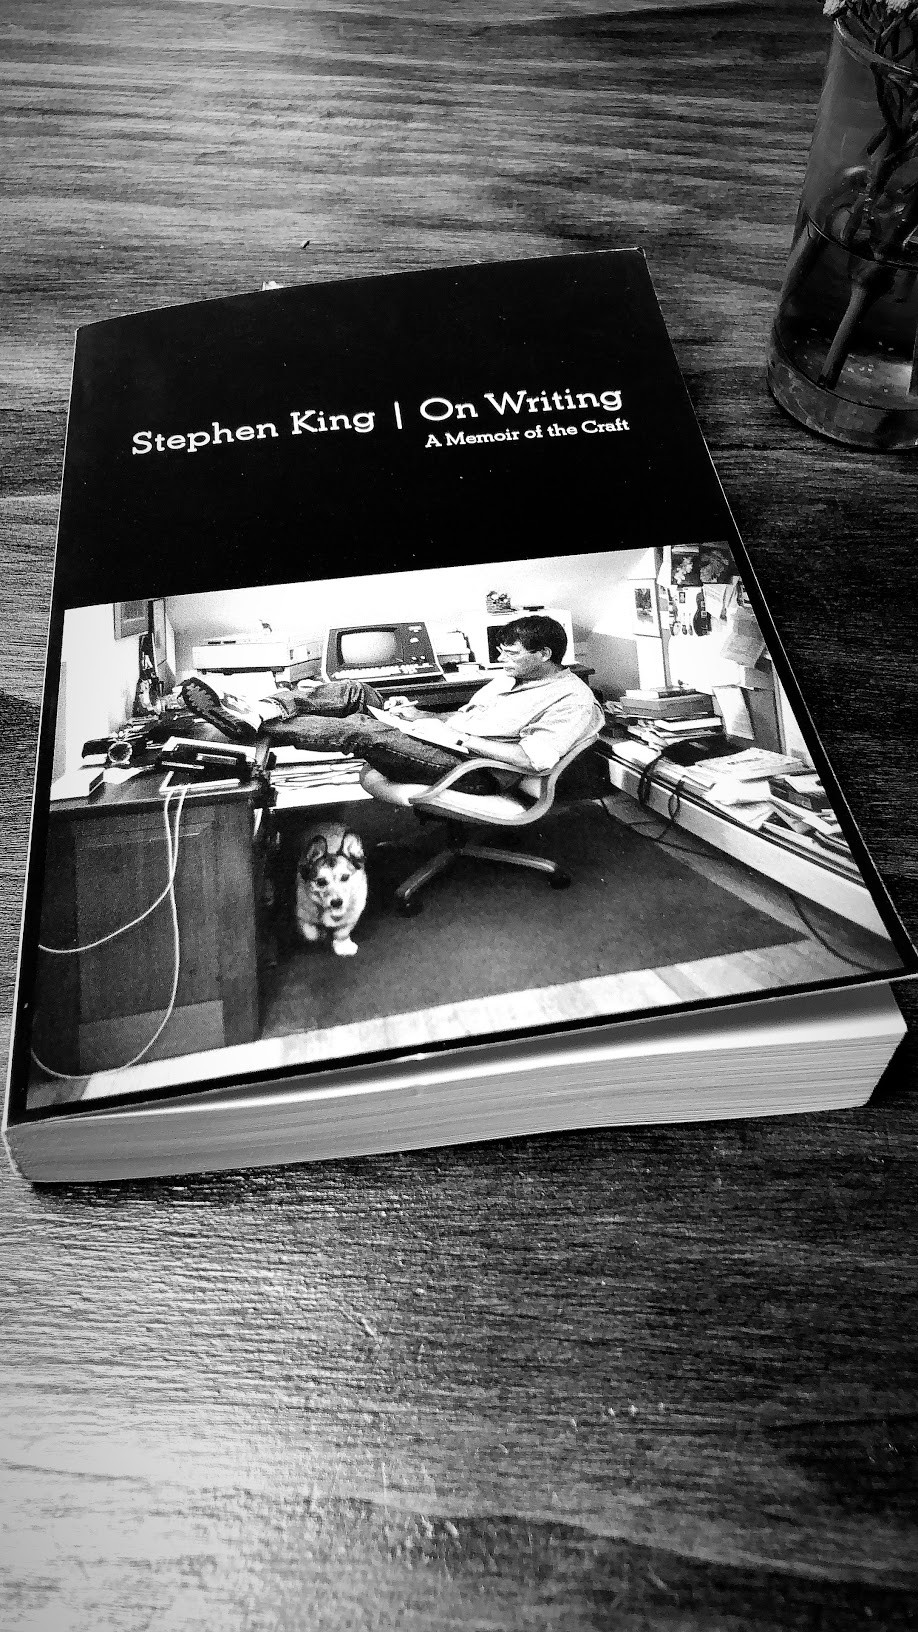 Stephen King | On Writing
A Memoir of the Craft